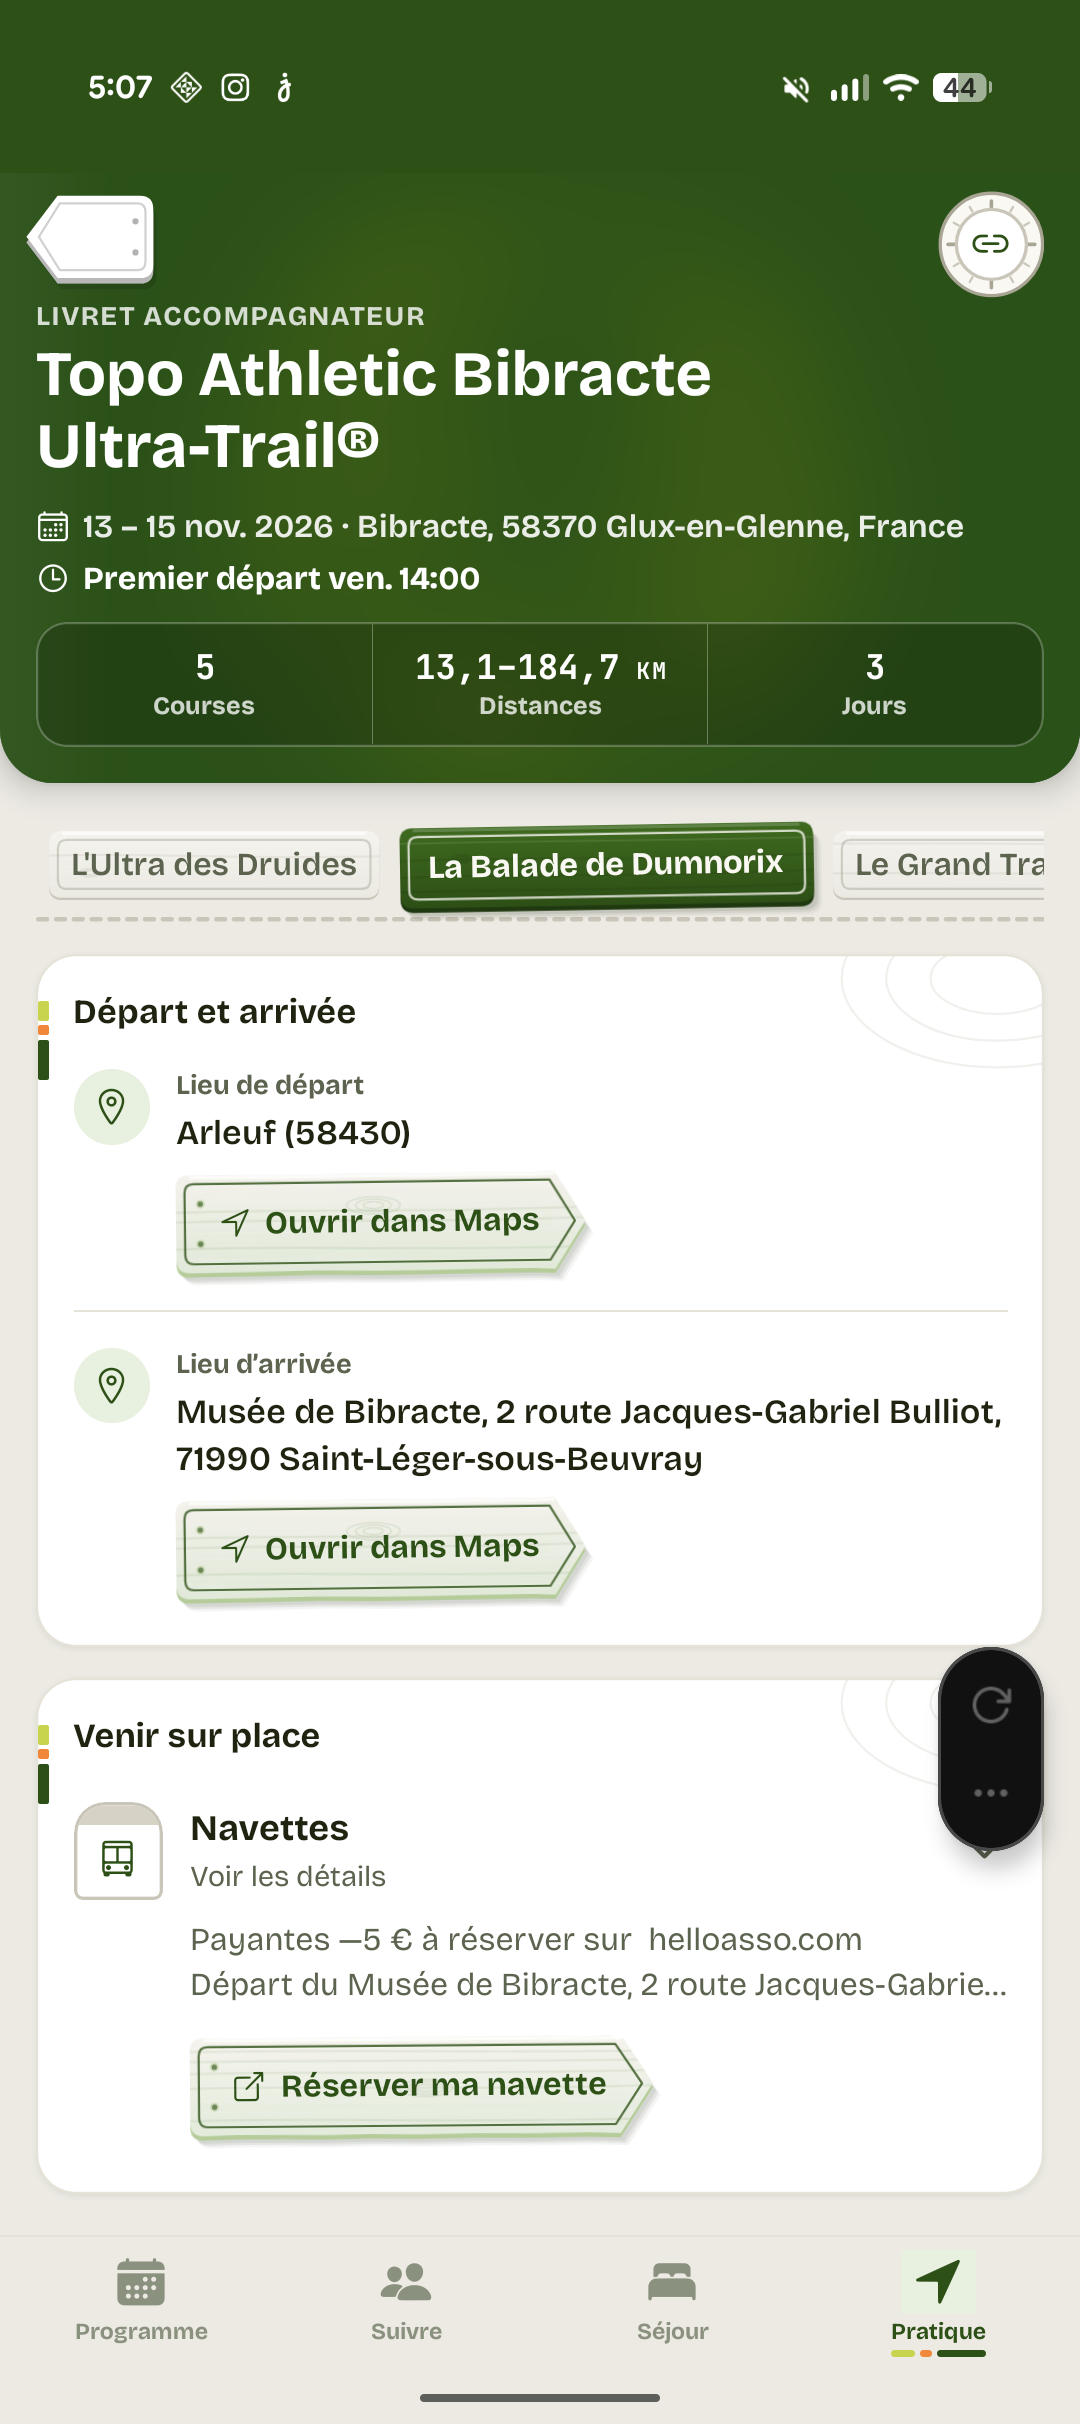 5:07
44
LIVRET ACCOMPAGNATEUR
Topo Athletic Bibracte
Ultra-Trail®
13 – 15 nov. 2026 · Bibracte, 58370 Glux-en-Glenne, France
Premier départ ven. 14:00
5
Courses
13,1–184,7 KM
Distances
3
Jours
L'Ultra des Druides
La Balade de Dumnorix
Le Grand Tra
Départ et arrivée
Lieu de départ
Arleuf (58430)
Ouvrir dans Maps
Lieu d’arrivée
Musée de Bibracte, 2 route Jacques-Gabriel Bulliot,
71990 Saint-Léger-sous-Beuvray
Ouvrir dans Maps
Venir sur place
Navettes
Voir les détails
Payantes —5 € à réserver sur helloasso.com
Départ du Musée de Bibracte, 2 route Jacques-Gabrie...
Réserver ma navette
Programme
Suivre
Séjour
Pratique